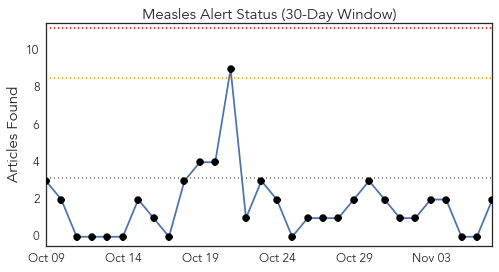 Measles Alert Status (30-Day Window)
Articles Found
10
8
6
4
2
0
Oct 09 Oct 14 Oct 19 Oct 24 Oct 29 Nov 03